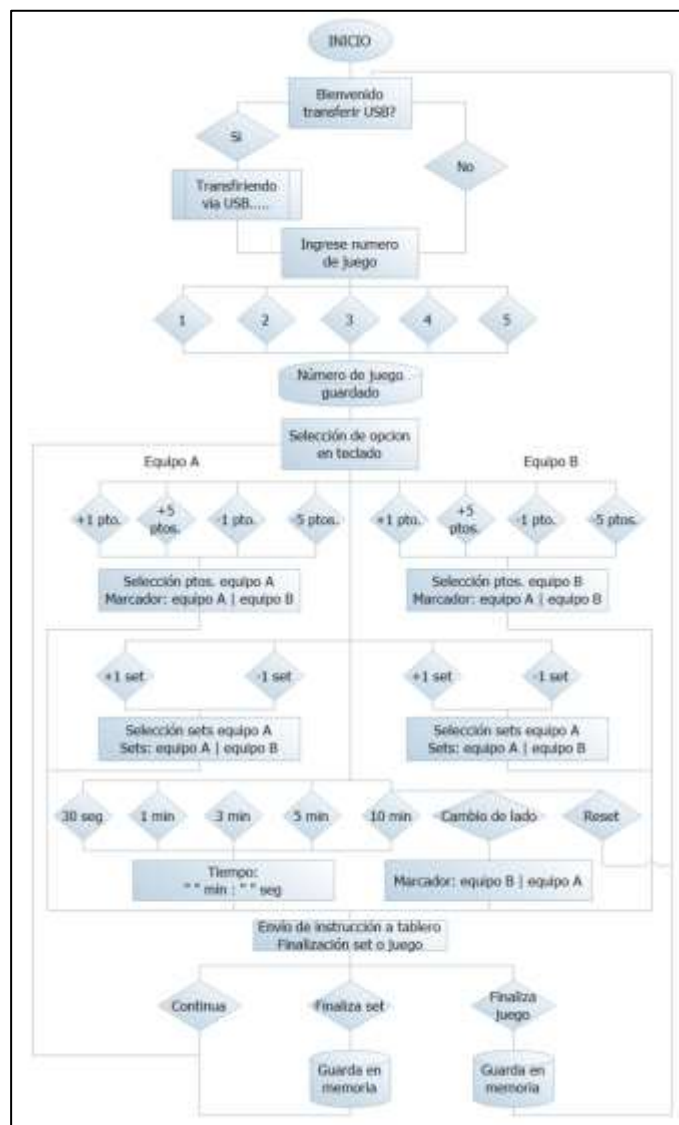 INICIO
Bienvenido
transferir USB?
Si
No
Transfiriendo
via USB.....
Ingrese numero
de juego
1
2
3
4
5
Número de juego
guardado
Selección de opcion
en teclado
Equipo A
Equipo B
+1 pto.
+5
ptos.
-1 pto.
-5 ptos.
+1 pto.
+5
ptos.
-1 pto.
-5 ptos.
Selección ptos. equipo A
Marcador: equipo A | equipo B
Selección ptos. equipo B
Marcador: equipo A | equipo B
+1 set
-1 set
+1 set
-1 set
Selección sets equipo A
Sets: equipo A | equipo B
Selección sets equipo A
Sets: equipo A | equipo B
30 seg
1 min
3 min
5 min
10 min
Cambio de lado
Reset
Tiempo:
" " min : " " seg
Marcador: equipo B | equipo A
Envío de instrucción a tablero
Finalización set o juego
Continua
Finaliza set
Finaliza
juego
Guarda en
memoria
Guarda en
memoria